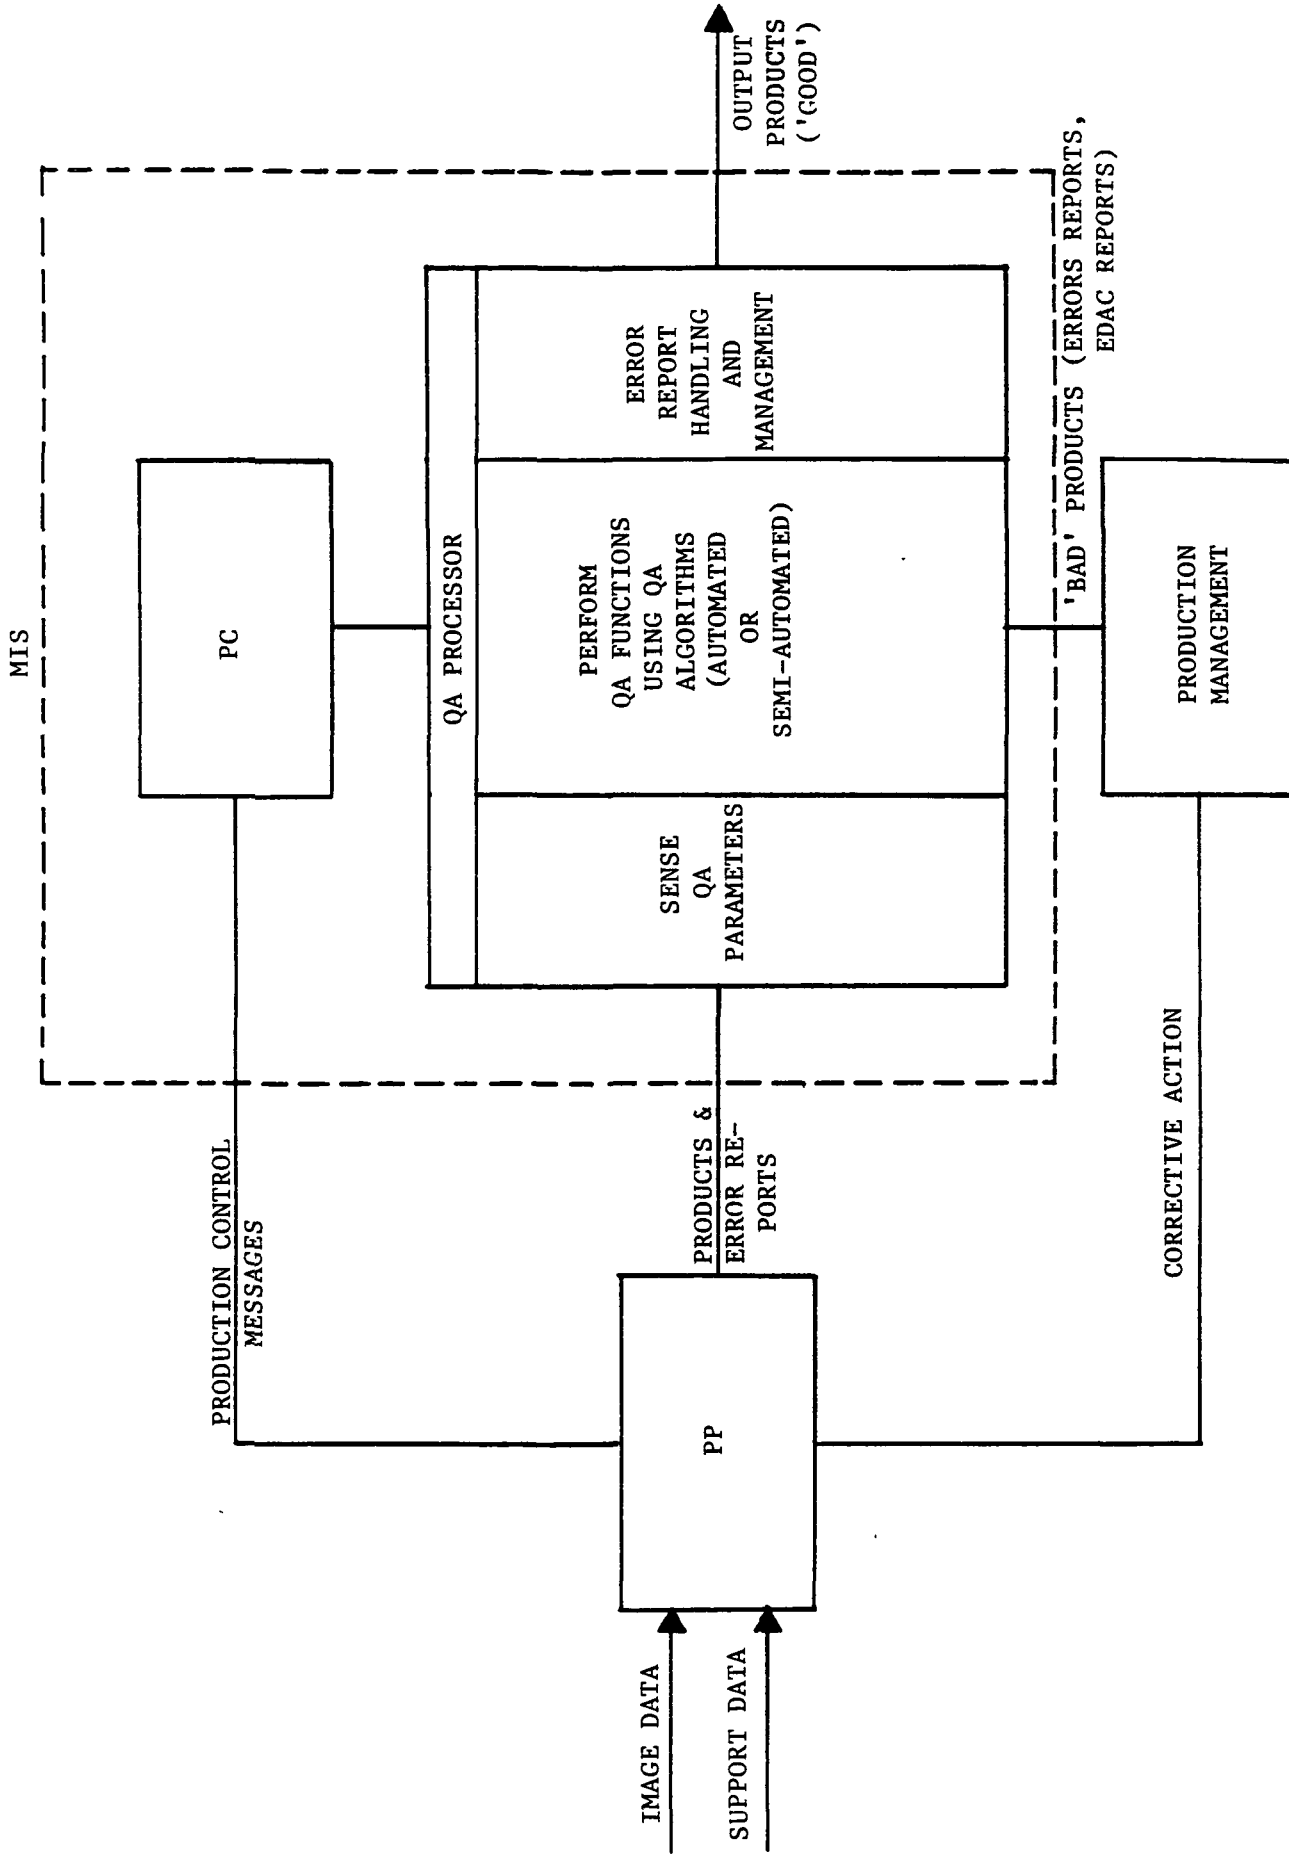 MIS
PC
PRODUCTION CONTROL
MESSAGES
QA PROCESSOR
SENSE
QA
PARAMETERS
PERFORM
QA FUNCTIONS
USING QA
ALGORITHMS
(AUTOMATED
OR
SEMI-AUTOMATED)
ERROR
REPORT
HANDLING
AND
MANAGEMENT
OUTPUT
PRODUCTS
('GOOD')
IMAGE DATA
SUPPORT DATA
PP
PRODUCTS &
ERROR RE-
PORTS
'BAD' PRODUCTS (ERRORS REPORTS,
EDAC REPORTS)
CORRECTIVE ACTION
PRODUCTION
MANAGEMENT